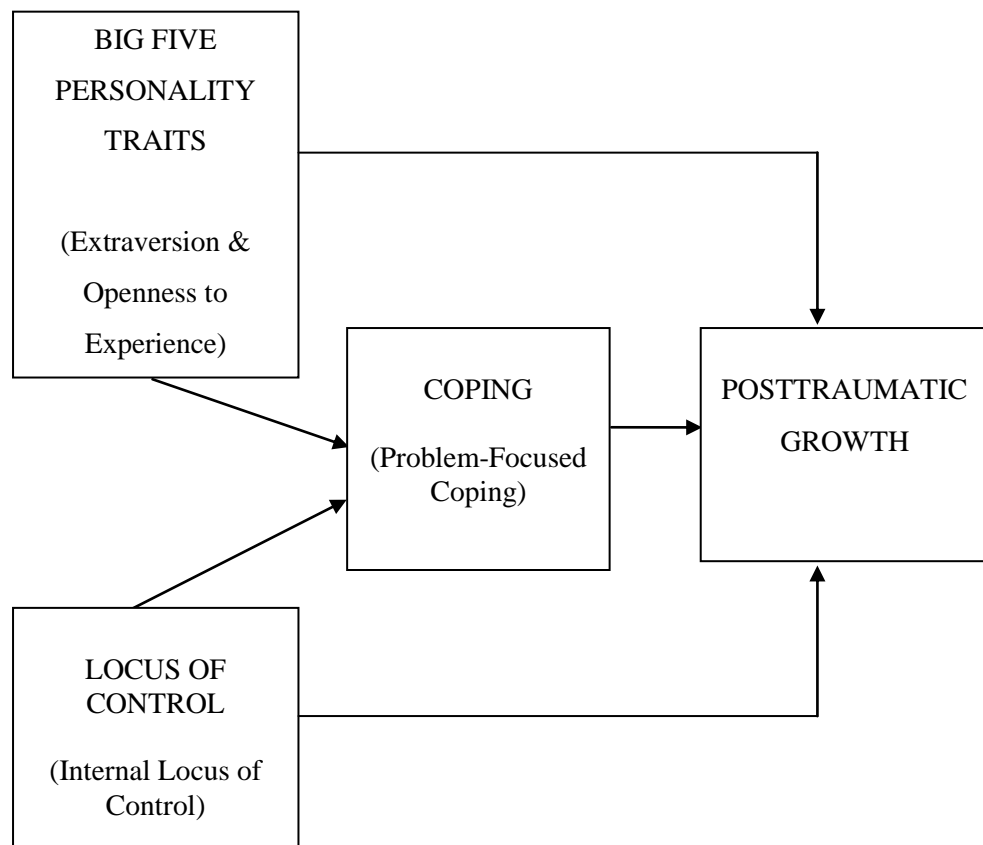 BIG FIVE
PERSONALITY
TRAITS
(Extraversion &
Openness to
Experience)
COPING
(Problem-Focused
Coping)
POSTTRAUMATIC
GROWTH
LOCUS OF
CONTROL
(Internal Locus of
Control)